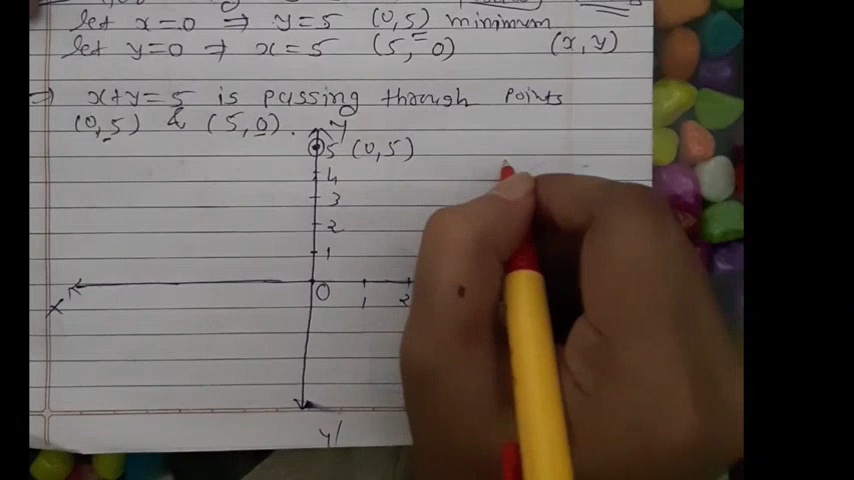 let x=0 ⇒ y=5 (0,5) minimum
let y=0 ⇒ x=5 (5,0) (x,y)
⇒ x+y=5 is passing through points
(0,5) & (5,0).
y
5 (0,5)
4
3
2
1
0 1 2
X
y/